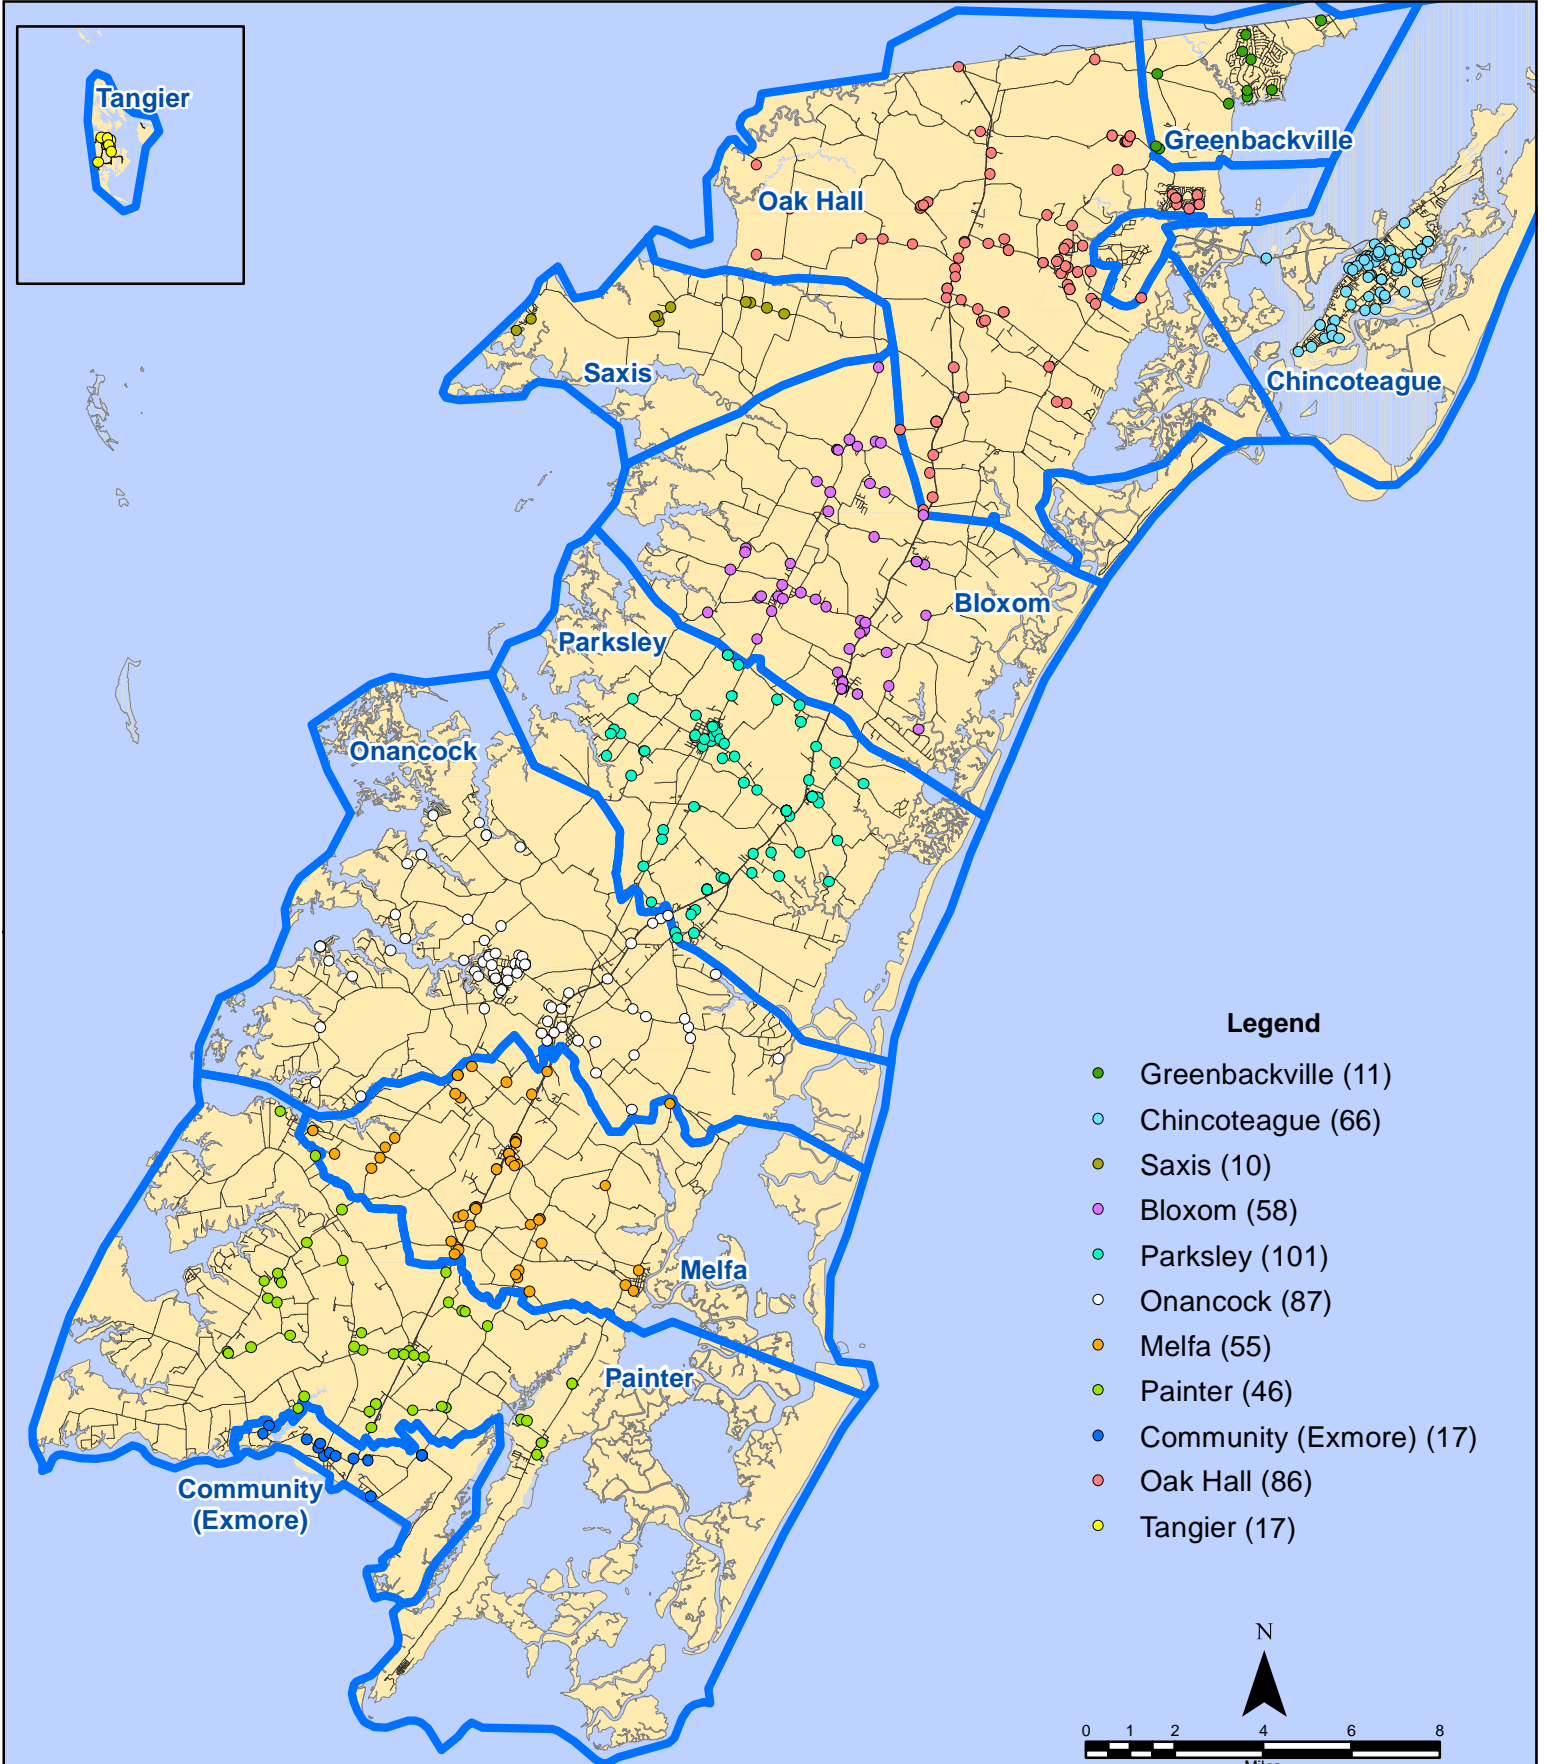 Tangier
Greenbackville
Oak Hall
Saxis
Chincoteague
Bloxom
Parksley
Onancock
Melfa
Painter
Community
(Exmore)
Legend
Greenbackville (11)
Chincoteague (66)
Saxis (10)
Bloxom (58)
Parksley (101)
Onancock (87)
Melfa (55)
Painter (46)
Community (Exmore) (17)
Oak Hall (86)
Tangier (17)
N
0 1 2 4 6 8
Miles